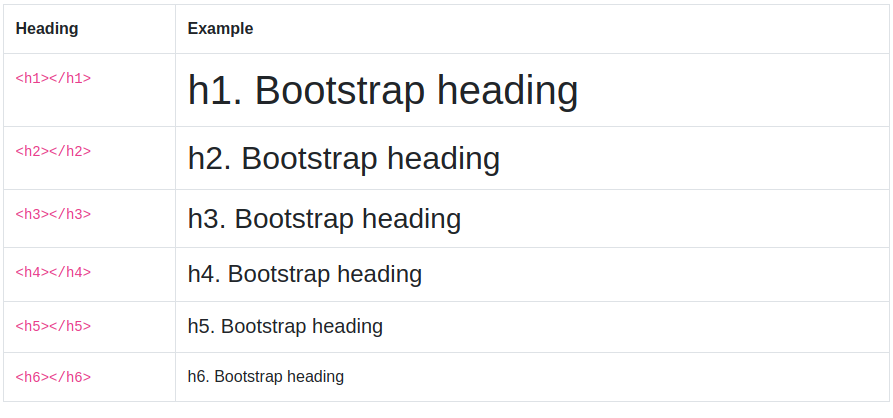 Heading Example
<h1></h1> h1. Bootstrap heading
<h2></h2> h2. Bootstrap heading
<h3></h3> h3. Bootstrap heading
<h4></h4> h4. Bootstrap heading
<h5></h5> h5. Bootstrap heading
<h6></h6> h6. Bootstrap heading